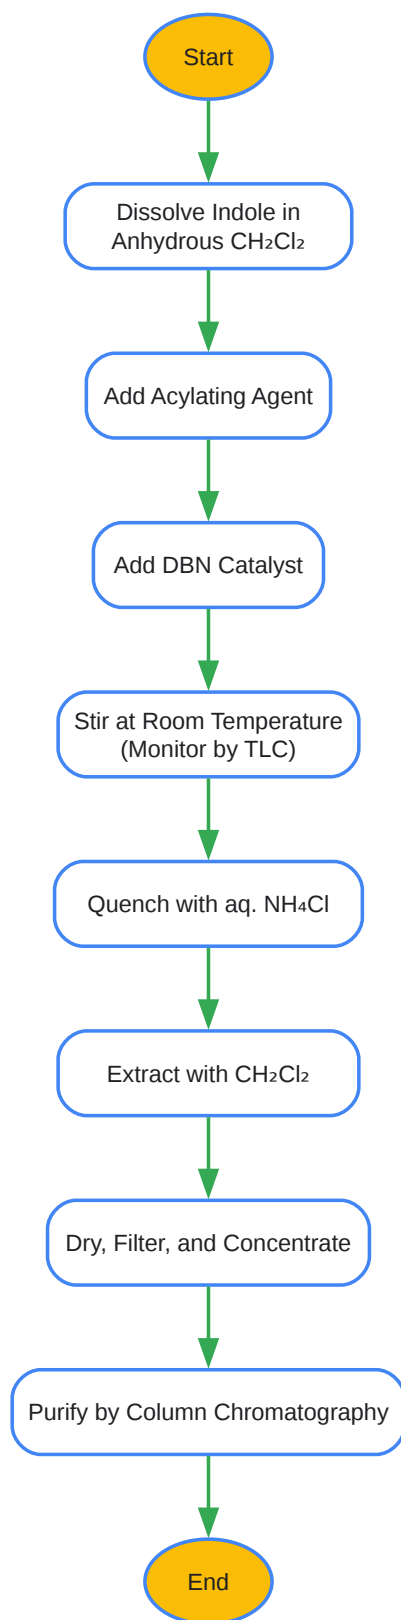 Start
Dissolve Indole in
Anhydrous CH₂Cl₂
Add Acylating Agent
Add DBN Catalyst
Stir at Room Temperature
(Monitor by TLC)
Quench with aq. NH₄Cl
Extract with CH₂Cl₂
Dry, Filter, and Concentrate
Purify by Column Chromatography
End